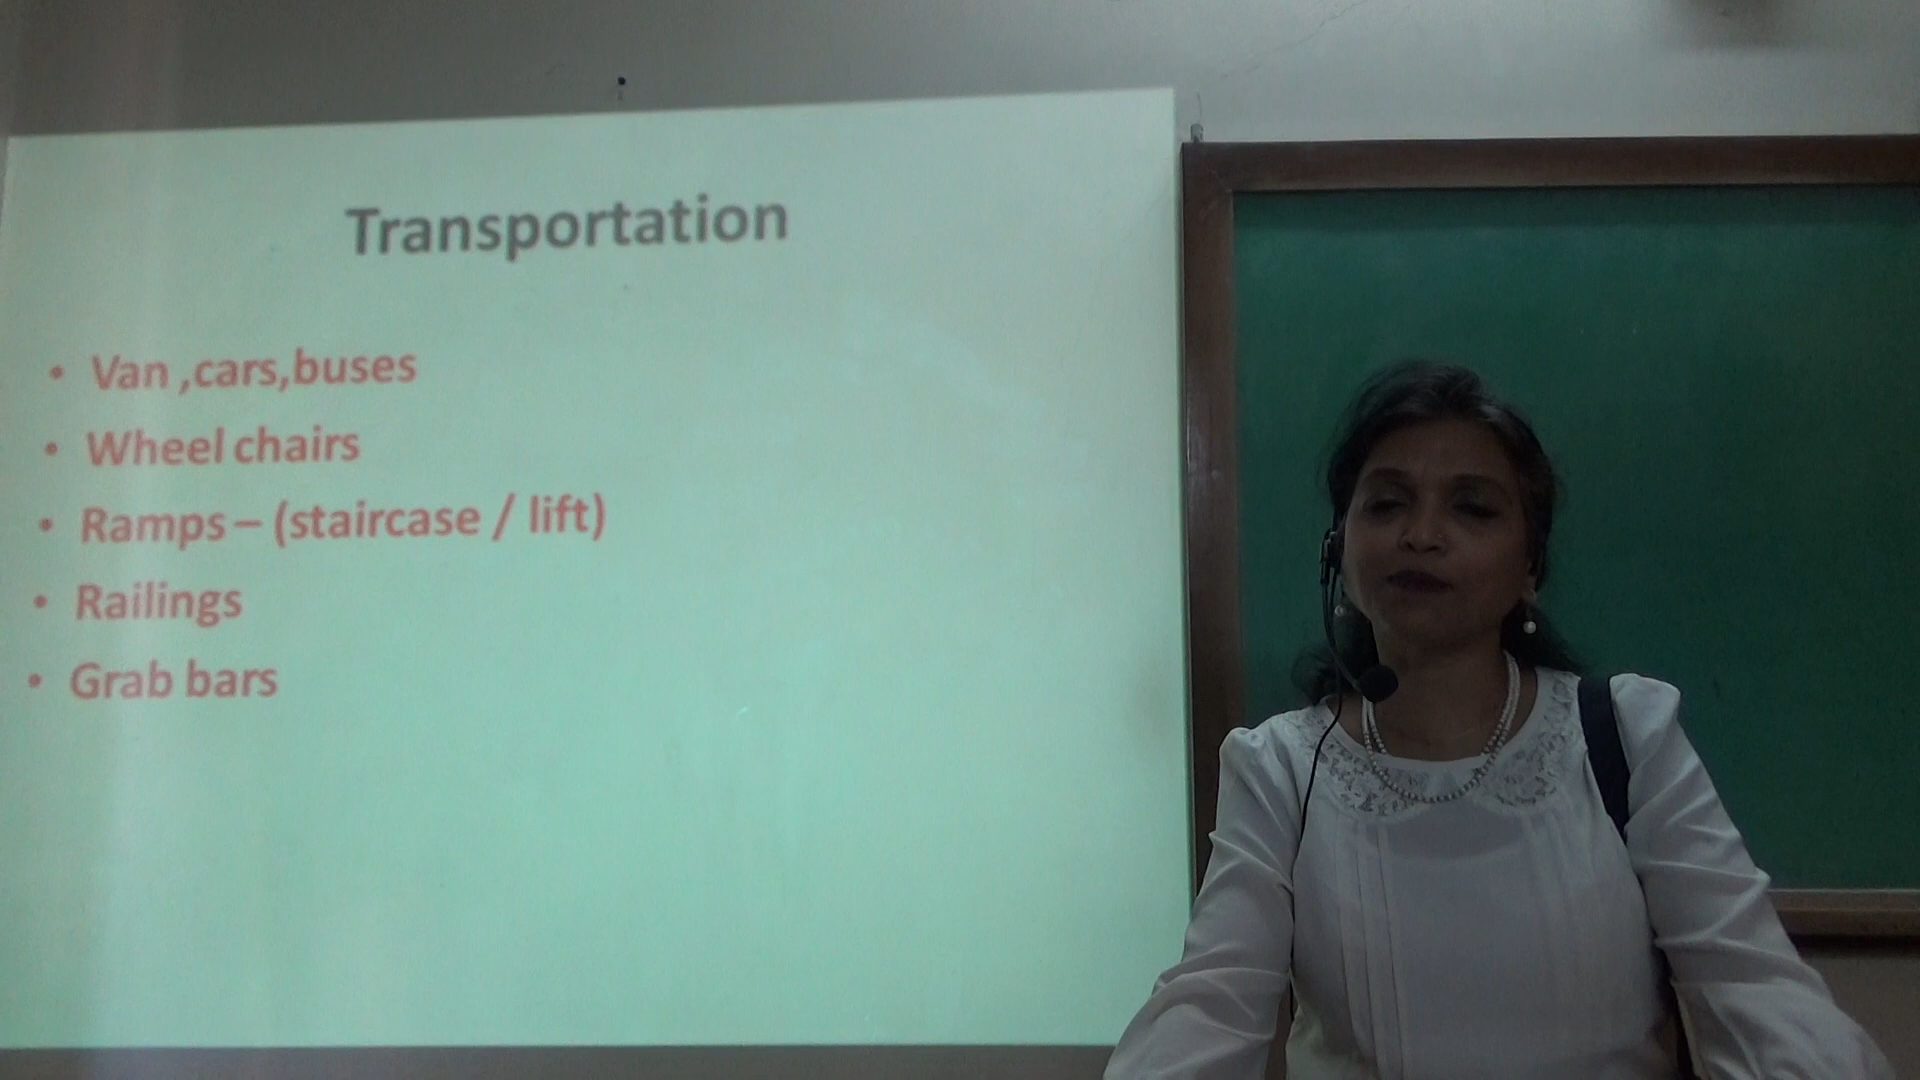 Transportation
• Van ,cars,buses
• Wheel chairs
• Ramps – (staircase / lift)
• Railings
• Grab bars